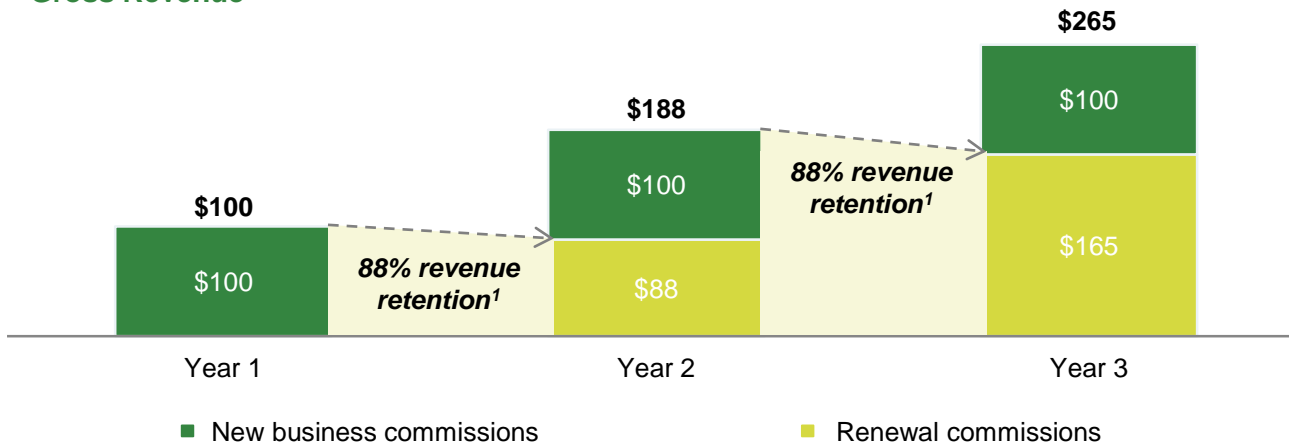 $265
$100
$188
88% revenue
retention1
$100
$100
$165
88% revenue
retention1
$100
$88
Year 1
Year 2
Year 3
New business commissions
Renewal commissions